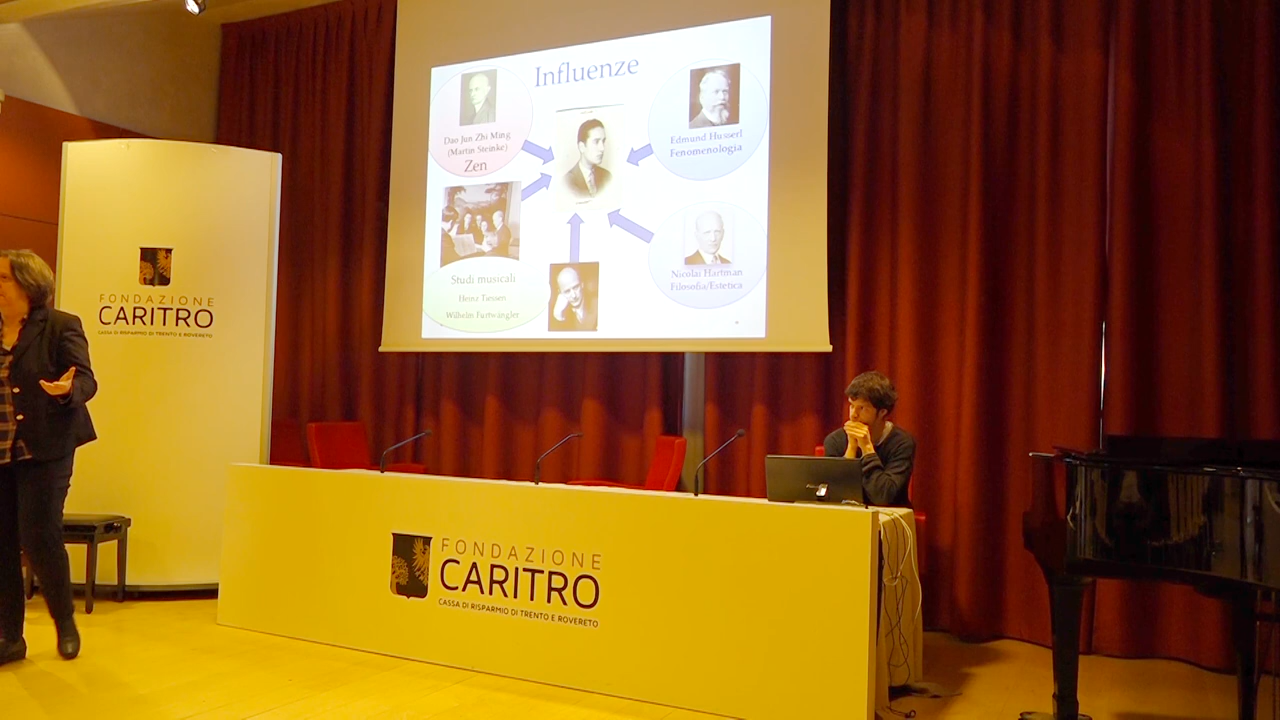 Influenze
Dao Jun Zhi Ming
(Martin Steinke)
Zen
Edmund Husserl
Fenomenologia
Studi musicali
Heinz Tiessen
Wilhelm Furtwängler
Nicolai Hartman
Filosofia/Estetica
FONDAZIONE
CARITRO
CASSA DI RISPARMIO DI TRENTO E ROVERETO
FONDAZIONE
CARITRO
CASSA DI RISPARMIO DI TRENTO E ROVERETO